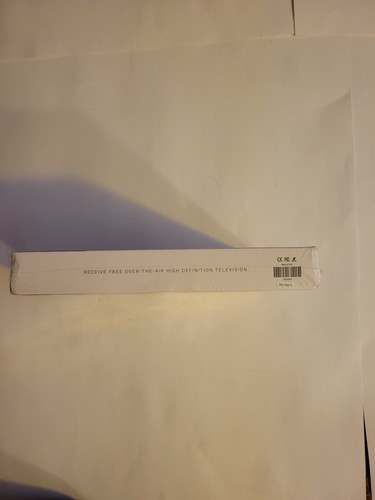 RECEIVE FREE OVER-THE-AIR HIGH DEFINITION TELEVISION